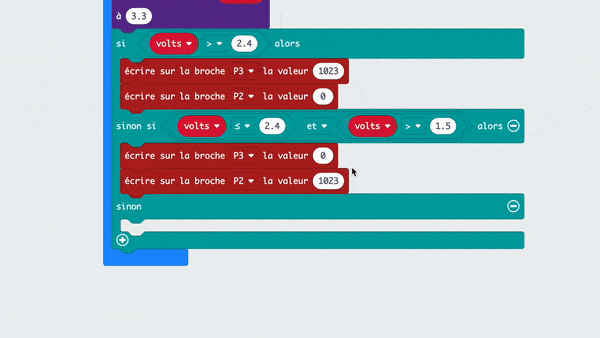 à 3.3
si volts > 2.4 alors
écrire sur la broche P3 la valeur 1023
écrire sur la broche P2 la valeur 0
sinon si volts ≤ 2.4 et volts > 1.5 alors
écrire sur la broche P3 la valeur 0
écrire sur la broche P2 la valeur 1023
sinon